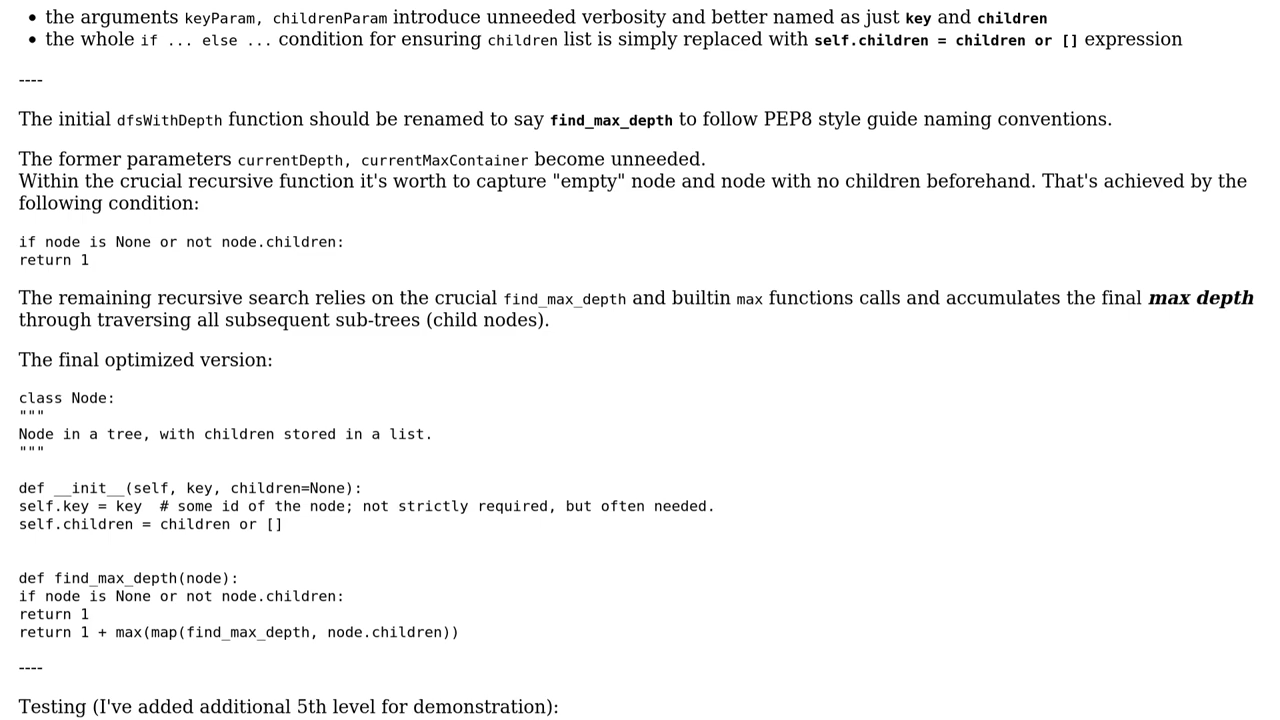 • the arguments keyParam, childrenParam introduce unneeded verbosity and better named as just key and children
• the whole if ... else ... condition for ensuring children list is simply replaced with self.children = children or [] expression
----
The initial dfsWithDepth function should be renamed to say find_max_depth to follow PEP8 style guide naming conventions.
The former parameters currentDepth, currentMaxContainer become unneeded.
Within the crucial recursive function it's worth to capture "empty" node and node with no children beforehand. That's achieved by the
following condition:
if node is None or not node.children:
return 1
The remaining recursive search relies on the crucial find_max_depth and builtin max functions calls and accumulates the final max depth
through traversing all subsequent sub-trees (child nodes).
The final optimized version:
class Node:
"""
Node in a tree, with children stored in a list.
"""
def __init__(self, key, children=None):
self.key = key  # some id of the node; not strictly required, but often needed.
self.children = children or []
def find_max_depth(node):
if node is None or not node.children:
return 1
return 1 + max(map(find_max_depth, node.children))
----
Testing (I've added additional 5th level for demonstration):